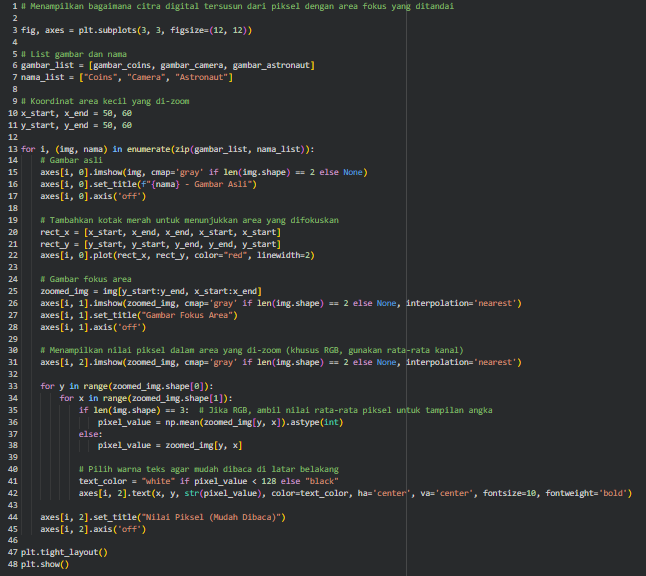 1 # Menampilkan bagaimana citra digital tersusun dari piksel dengan area fokus yang ditandai
2
3 fig, axes = plt.subplots(3, 3, figsize=(12, 12))
4
5 # List gambar dan nama
6 gambar_list = [gambar_coins, gambar_camera, gambar_astronaut]
7 nama_list = ["Coins", "Camera", "Astronaut"]
8
9 # Koordinat area kecil yang di-zoom
10 x_start, x_end = 50, 60
11 y_start, y_end = 50, 60
12
13 for i, (img, nama) in enumerate(zip(gambar_list, nama_list)):
14     # Gambar asli
15     axes[i, 0].imshow(img, cmap='gray' if len(img.shape) == 2 else None)
16     axes[i, 0].set_title(f"{nama} - Gambar Asli")
17     axes[i, 0].axis('off')
18
19     # Tambahkan kotak merah untuk menunjukkan area yang difokuskan
20     rect_x = [x_start, x_end, x_end, x_start, x_start]
21     rect_y = [y_start, y_start, y_end, y_end, y_start]
22     axes[i, 0].plot(rect_x, rect_y, color="red", linewidth=2)
23
24     # Gambar fokus area
25     zoomed_img = img[y_start:y_end, x_start:x_end]
26     axes[i, 1].imshow(zoomed_img, cmap='gray' if len(img.shape) == 2 else None, interpolation='nearest')
27     axes[i, 1].set_title("Gambar Fokus Area")
28     axes[i, 1].axis('off')
29
30     # Menampilkan nilai piksel dalam area yang di-zoom (khusus RGB, gunakan rata-rata kanal)
31     axes[i, 2].imshow(zoomed_img, cmap='gray' if len(img.shape) == 2 else None, interpolation='nearest')
32
33     for y in range(zoomed_img.shape[0]):
34         for x in range(zoomed_img.shape[1]):
35             if len(img.shape) == 3:  # Jika RGB, ambil nilai rata-rata piksel untuk tampilan angka
36                 pixel_value = np.mean(zoomed_img[y, x]).astype(int)
37             else:
38                 pixel_value = zoomed_img[y, x]
39
40             # Pilih warna teks agar mudah dibaca di latar belakang
41             text_color = "white" if pixel_value < 128 else "black"
42             axes[i, 2].text(x, y, str(pixel_value), color=text_color, ha='center', va='center', fontsize=10, fontweight='bold')
43
44     axes[i, 2].set_title("Nilai Piksel (Mudah Dibaca)")
45     axes[i, 2].axis('off')
46
47 plt.tight_layout()
48 plt.show()